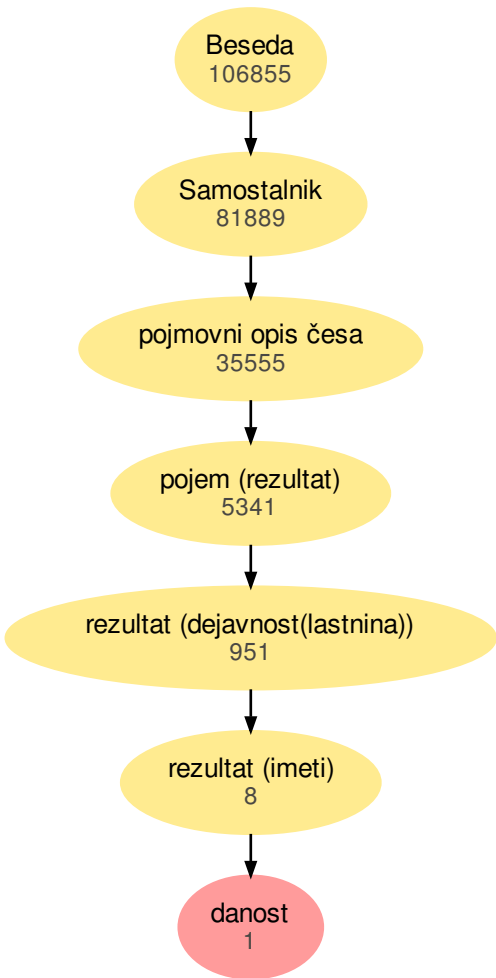 Beseda
106855
Samostalnik
81889
pojmovni opis česa
35555
pojem (rezultat)
5341
rezultat (dejavnost(lastnina))
951
rezultat (imeti)
8
danost
1